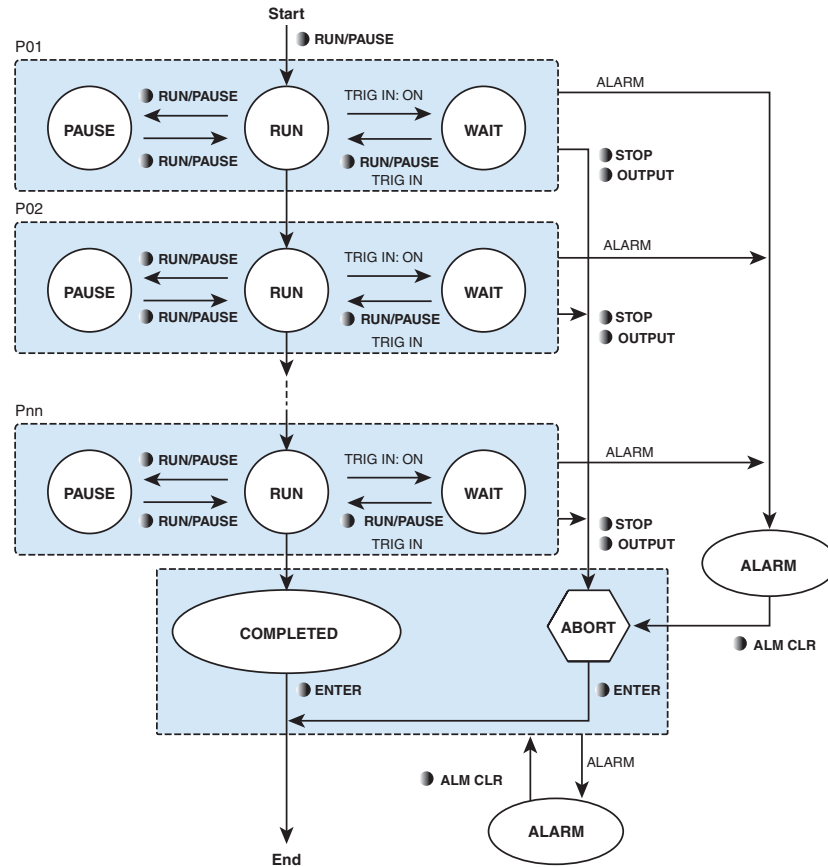 Start
RUN/PAUSE
P01
RUN/PAUSE
TRIG IN: ON
ALARM
PAUSE
RUN
WAIT
RUN/PAUSE
RUN/PAUSE
TRIG IN
STOP
OUTPUT
P02
RUN/PAUSE
TRIG IN: ON
ALARM
PAUSE
RUN
WAIT
RUN/PAUSE
RUN/PAUSE
TRIG IN
STOP
OUTPUT
Pnn
RUN/PAUSE
TRIG IN: ON
ALARM
PAUSE
RUN
WAIT
RUN/PAUSE
RUN/PAUSE
TRIG IN
STOP
OUTPUT
ALARM
COMPLETED
ABORT
ALM CLR
ENTER
ENTER
ALM CLR
ALARM
ALARM
End